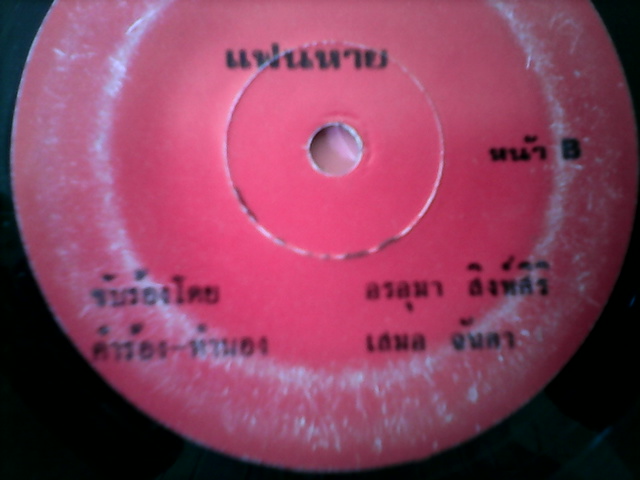 แฟนหาย
หน้า B
ขับร้องโดย อรอุมา สิงห์ศิริ
คำร้อง-ทำนอง เสมอ จันดา